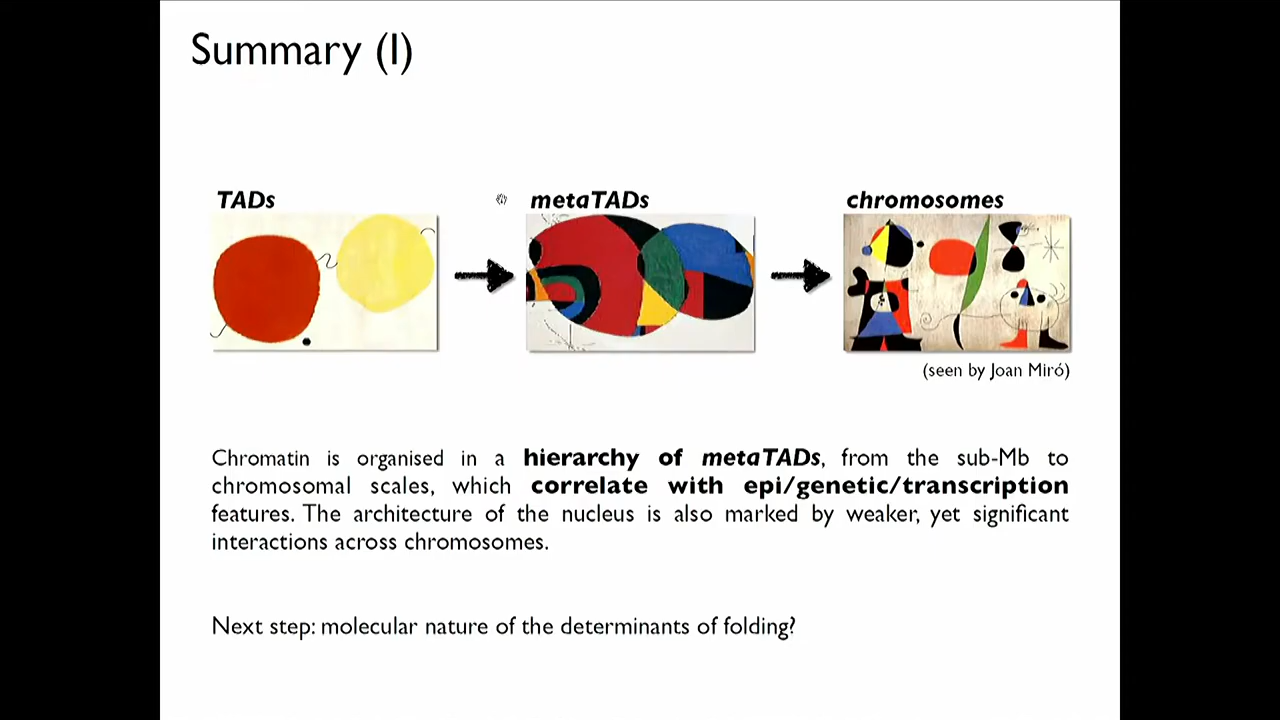 Summary (I)
TADs
metaTADs
chromosomes
(seen by Joan Miró)
Chromatin is organised in a hierarchy of metaTADs, from the sub-Mb to
chromosomal scales, which correlate with epi/genetic/transcription
features. The architecture of the nucleus is also marked by weaker, yet significant
interactions across chromosomes.
Next step: molecular nature of the determinants of folding?